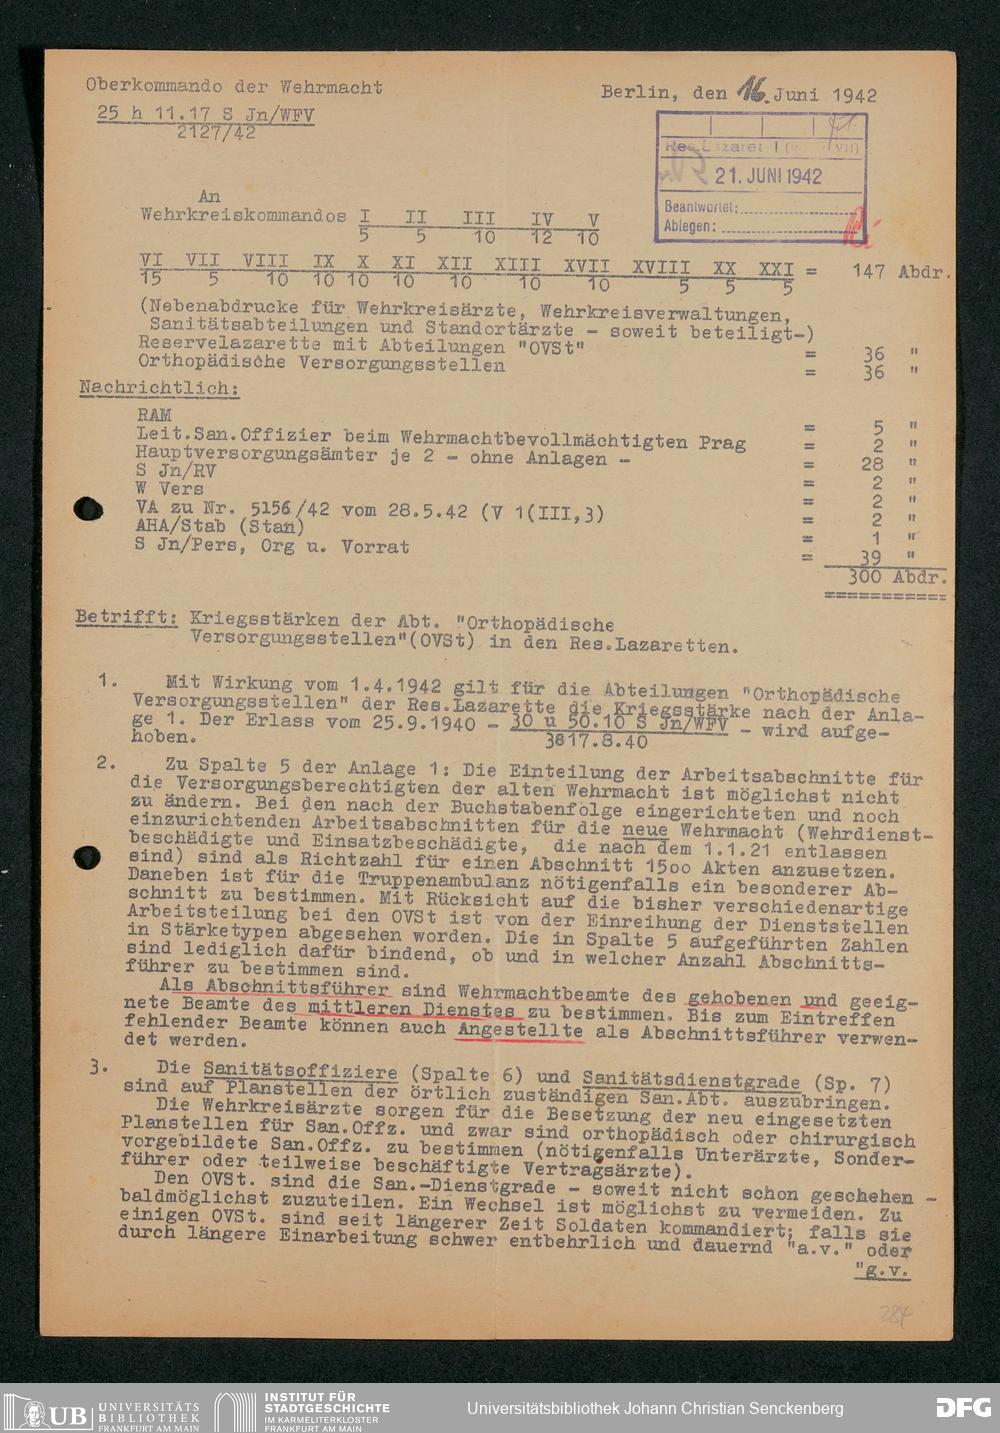 Oberkommando der Wehrmacht
Berlin, den 16. Juni 1942
25 h 11.17 S Jn/WFV
2127/42
Res.Lazaret I VII)
21. JUNI 1942
Beantwortet:
Ablegen:
An
Wehrkreiskommandos I II III IV V
5 5 10 12 10
VI VII VIII IX X XI XII XIII XVII XVIII XX XXI = 147 Abdr.
15 5 10 10 10 10 10 10 10 5 5 5
(Nebenabdrucke für Wehrkreisärzte, Wehrkreisverwaltungen,
Sanitätsabteilungen und Standortärzte - soweit beteiligt-)
Reservelazarette mit Abteilungen "OVSt" = 36 "
Orthopädische Versorgungsstellen = 36 "
Nachrichtlich:
RAM = 5 "
Leit.San.Offizier beim Wehrmachtbevollmächtigten Prag = 2 "
Hauptversorgungsämter je 2 - ohne Anlagen - = 28 "
S Jn/RV = 2 "
W Vers = 2 "
VA zu Nr. 5156/42 vom 28.5.42 (V 1(III,3) = 2 "
AHA/Stab (Stan) = 1 "
S Jn/Pers, Org u. Vorrat = 39 "
300 Abdr.
============
Betrifft: Kriegsstärken der Abt. "Orthopädische
Versorgungsstellen"(OVSt) in den Res.Lazaretten.
1. Mit Wirkung vom 1.4.1942 gilt für die Abteilungen "Orthopädische
Versorgungsstellen" der Res.Lazarette die Kriegsstärke nach der Anla-
ge 1. Der Erlass vom 25.9.1940 - 30 u 50.10 S Jn/WFV - wird aufge-
hoben. 3817.8.40
2. Zu Spalte 5 der Anlage 1: Die Einteilung der Arbeitsabschnitte für
die Versorgungsberechtigten der alten Wehrmacht ist möglichst nicht
zu ändern. Bei den nach der Buchstabenfolge eingerichteten und noch
einzurichtenden Arbeitsabschnitten für die neue Wehrmacht (Wehrdienst-
beschädigte und Einsatzbeschädigte, die nach dem 1.1.21 entlassen
sind) sind als Richtzahl für einen Abschnitt 15oo Akten anzusetzen.
Daneben ist für die Truppenambulanz nötigenfalls ein besonderer Ab-
schnitt zu bestimmen. Mit Rücksicht auf die bisher verschiedenartige
Arbeitsteilung bei den OVSt ist von der Einreihung der Dienststellen
in Stärketypen abgesehen worden. Die in Spalte 5 aufgeführten Zahlen
sind lediglich dafür bindend, ob und in welcher Anzahl Abschnitts-
führer zu bestimmen sind.
Als Abschnittsführer sind Wehrmachtbeamte des gehobenen und geeig-
nete Beamte des mittleren Dienstes zu bestimmen. Bis zum Eintreffen
fehlender Beamte können auch Angestellte als Abschnittsführer verwen-
det werden.
3. Die Sanitätsoffiziere (Spalte 6) und Sanitätsdienstgrade (Sp. 7)
sind auf Planstellen der örtlich zuständigen San.Abt. auszubringen.
Die Wehrkreisärzte sorgen für die Besetzung der neu eingesetzten
Planstellen für San.Offz. und zwar sind orthopädisch oder chirurgisch
vorgebildete San.Offz. zu bestimmen (nötigenfalls Unterärzte, Sonder-
führer oder teilweise beschäftigte Vertragsärzte).
Den OVSt. sind die San.-Dienstgrade - soweit nicht schon geschehen -
baldmöglichst zuzuteilen. Ein Wechsel ist möglichst zu vermeiden. Zu
einigen OVSt. sind seit längerer Zeit Soldaten kommandiert; falls sie
durch längere Einarbeitung schwer entbehrlich und dauernd "a.v." oder
"g.v.
284
UB UNIVERSITÄTS
BIBLIOTHEK
FRANKFURT AM MAIN
INSTITUT FÜR
STADTGESCHICHTE
IM KARMELITERKLOSTER
FRANKFURT AM MAIN
Universitätsbibliothek Johann Christian Senckenberg
DFG